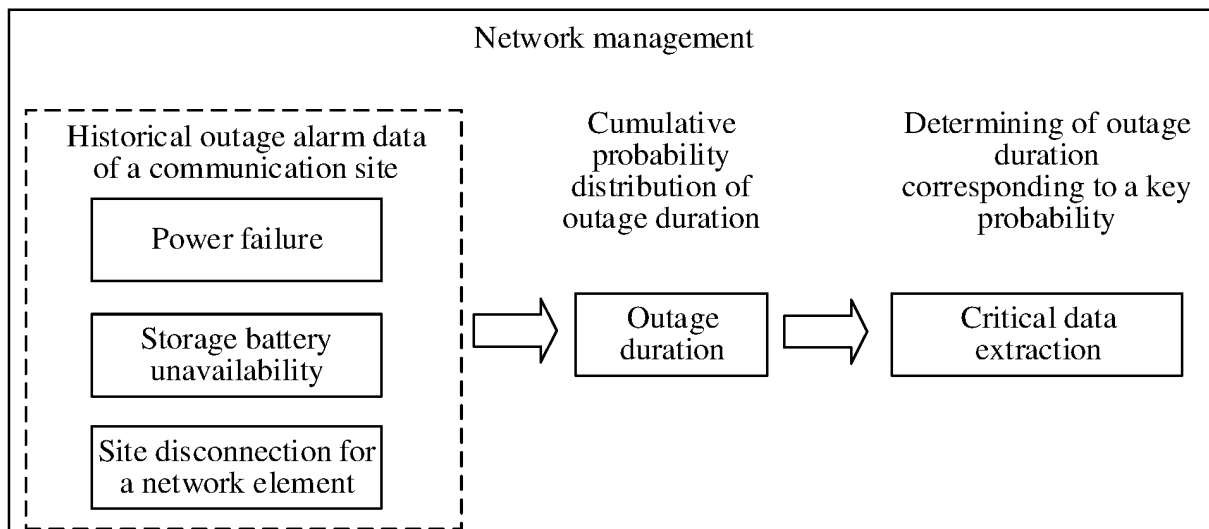 Network management
Historical outage alarm data
of a communication site
Power failure
Storage battery
unavailability
Site disconnection for
a network element
Cumulative
probability
distribution of
outage duration
Outage
duration
Determining of outage
duration
corresponding to a key
probability
Critical data
extraction